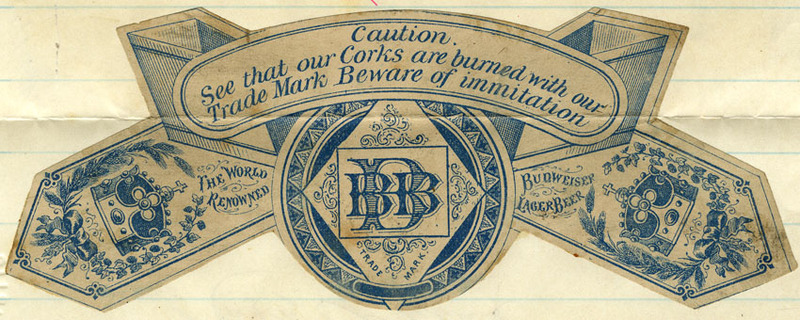 Caution.
See that our Corks are burned with our
Trade Mark Beware of immitation
THE WORLD
RENOWNED
BUDWEISER
LAGER BEER
BBB
TRADE MARK.